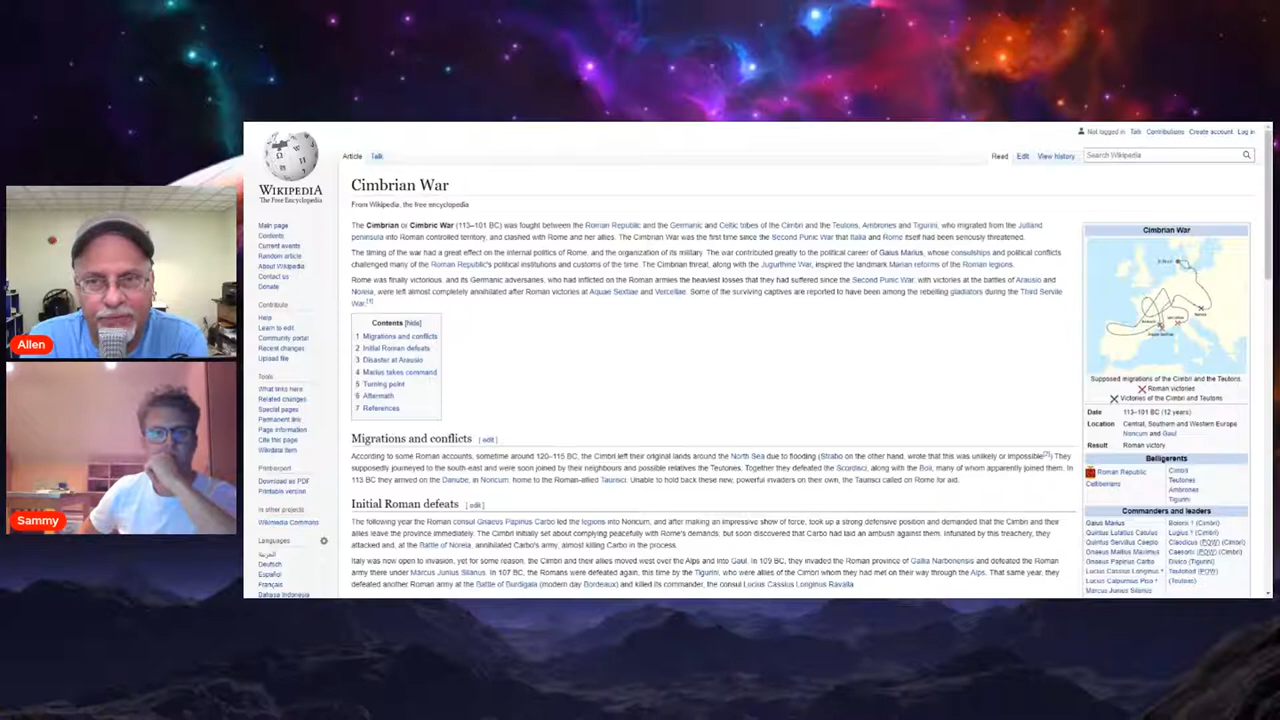 Not logged in Talk Contributions Create account Log in
Article Talk
Read Edit View history Search Wikipedia
WIKIPEDIA
The Free Encyclopedia
Main page
Contents
Current events
Random article
About Wikipedia
Contact us
Donate
Contribute
Help
Learn to edit
Community portal
Recent changes
Upload file
Tools
What links here
Related changes
Special pages
Permanent link
Page information
Cite this page
Wikidata item
Print/export
Download as PDF
Printable version
In other projects
Wikimedia Commons
Languages
العربية
Deutsch
Español
Français
Bahasa Indonesia
Cimbrian War
From Wikipedia, the free encyclopedia
The Cimbrian or Cimbric War (113–101 BC) was fought between the Roman Republic and the Germanic and Celtic tribes of the Cimbri and the Teutons, Ambrones and Tigurini, who migrated from the Jutland
peninsula into Roman controlled territory, and clashed with Rome and her allies. The Cimbrian War was the first time since the Second Punic War that Italia and Rome itself had been seriously threatened.
The timing of the war had a great effect on the internal politics of Rome, and the organization of its military. The war contributed greatly to the political career of Gaius Marius, whose consulships and political conflicts
challenged many of the Roman Republic's political institutions and customs of the time. The Cimbrian threat, along with the Jugurthine War, inspired the landmark Marian reforms of the Roman legions.
Rome was finally victorious, and its Germanic adversaries, who had inflicted on the Roman armies the heaviest losses that they had suffered since the Second Punic War, with victories at the battles of Arausio and
Noreia, were left almost completely annihilated after Roman victories at Aquae Sextiae and Vercellae. Some of the surviving captives are reported to have been among the rebelling gladiators during the Third Servile
War.[1]
Contents [hide]
1 Migrations and conflicts
2 Initial Roman defeats
3 Disaster at Arausio
4 Marius takes command
5 Turning point
6 Aftermath
7 References
Migrations and conflicts [ edit ]
According to some Roman accounts, sometime around 120–115 BC, the Cimbri left their original lands around the North Sea due to flooding (Strabo on the other hand, wrote that this was unlikely or impossible[2]) They
supposedly journeyed to the south-east and were soon joined by their neighbours and possible relatives the Teutones. Together they defeated the Scordisci, along with the Boii, many of whom apparently joined them. In
113 BC they arrived on the Danube, in Noricum, home to the Roman-allied Taurisci. Unable to hold back these new, powerful invaders on their own, the Taurisci called on Rome for aid.
Initial Roman defeats [ edit ]
The following year the Roman consul Gnaeus Papirius Carbo led the legions into Noricum, and after making an impressive show of force, took up a strong defensive position and demanded that the Cimbri and their
allies leave the province immediately. The Cimbri initially set about complying peacefully with Rome's demands, but soon discovered that Carbo had laid an ambush against them. Infuriated by this treachery, they
attacked and, at the Battle of Noreia, annihilated Carbo's army, almost killing Carbo in the process.
Italy was now open to invasion, yet for some reason, the Cimbri and their allies moved west over the Alps and into Gaul. In 109 BC, they invaded the Roman province of Gallia Narbonensis and defeated the Roman
army there under Marcus Junius Silanus. In 107 BC, the Romans were defeated again, this time by the Tigurini, who were allies of the Cimbri whom they had met on their way through the Alps. That same year, they
defeated another Roman army at the Battle of Burdigala (modern day Bordeaux) and killed its commander, the consul Lucius Cassius Longinus Ravalla
Cimbrian War
Supposed migrations of the Cimbri and the Teutons.
Roman victories
Victories of the Cimbri and Teutons
Date 113–101 BC (12 years)
Location Central, Southern and Western Europe
Noricum and Gaul
Result Roman victory
Belligerents
Roman Republic
Celtiberians
Cimbri
Teutones
Ambrones
Tigurini
Commanders and leaders
Gaius Marius
Quintus Lutatius Catulus
Quintus Servilius Caepio
Gnaeus Mallius Maximus
Gnaeus Papirius Carbo
Lucius Cassius Longinus †
Lucius Calpurnius Piso †
Marcus Junius Silanus
Boiorix † (Cimbri)
Lugius † (Cimbri)
Claodicus (POW) (Cimbri)
Caesorix (POW) (Cimbri)
Divico (Tigurini)
Teutobod (POW)
(Teutons)
Allen
Sammy